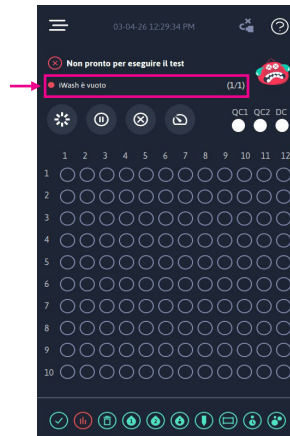 03-04-26 12:29:34 PM
Non pronto per eseguire il test
iWash è vuoto (1/1)
QC1 QC2 DC
1 2 3 4 5 6 7 8 9 10 11 12
1
2
3
4
5
6
7
8
9
10